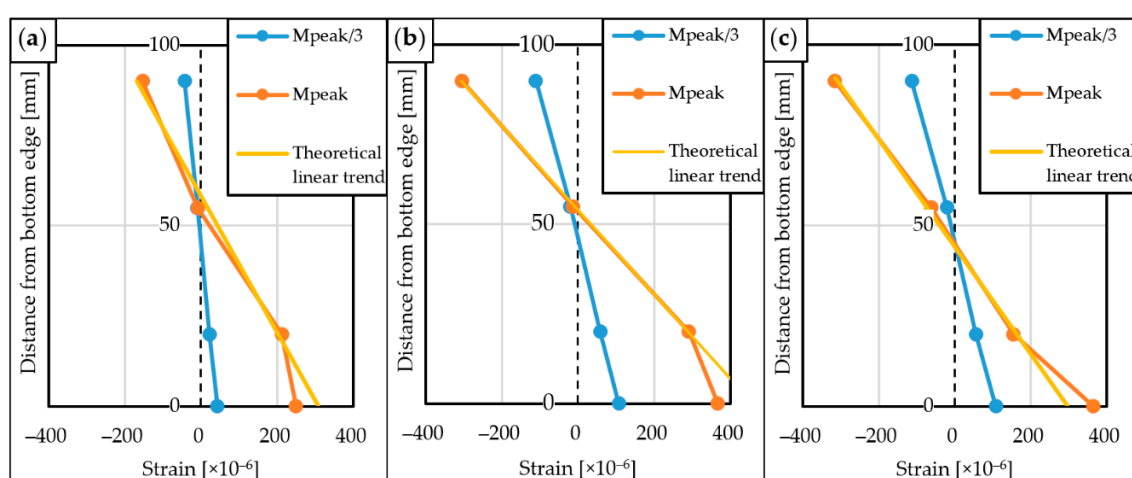 (a)
Distance from bottom edge [mm]
100
50
0
Mpeak/3
Mpeak
Theoretical
linear trend
−400
−200
0
200
400
Strain [×10⁻⁶]
(b)
Distance from bottom edge [mm]
100
50
0
Mpeak/3
Mpeak
Theoretical
linear trend
−400
−200
0
200
400
Strain [×10⁻⁶]
(c)
Distance from bottom edge [mm]
100
50
0
Mpeak/3
Mpeak
Theoretical
linear trend
−400
−200
0
200
400
Strain [×10⁻⁶]